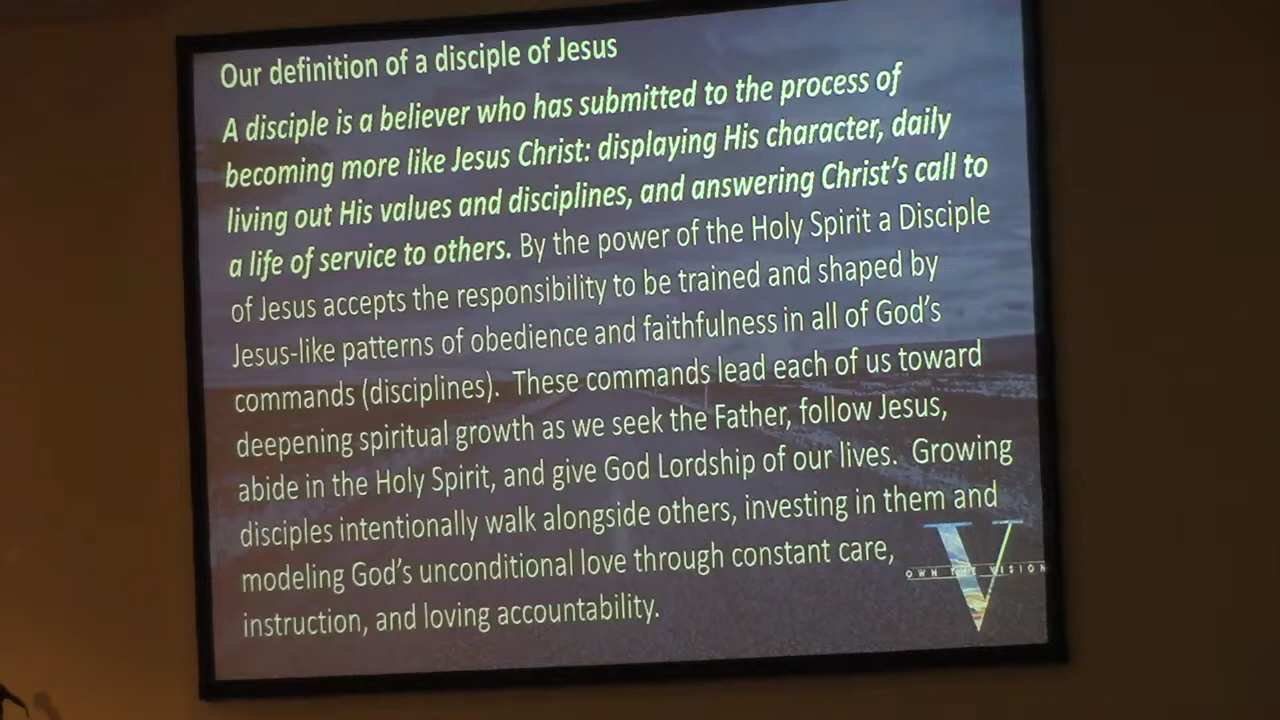 Our definition of a disciple of Jesus
A disciple is a believer who has submitted to the process of
becoming more like Jesus Christ: displaying His character, daily
living out His values and disciplines, and answering Christ's call to
a life of service to others. By the power of the Holy Spirit a Disciple
of Jesus accepts the responsibility to be trained and shaped by
Jesus-like patterns of obedience and faithfulness in all of God's
commands (disciplines).  These commands lead each of us toward
deepening spiritual growth as we seek the Father, follow Jesus,
abide in the Holy Spirit, and give God Lordship of our lives.  Growing
disciples intentionally walk alongside others, investing in them and
modeling God's unconditional love through constant care,
instruction, and loving accountability.
V
OWN THE VISION